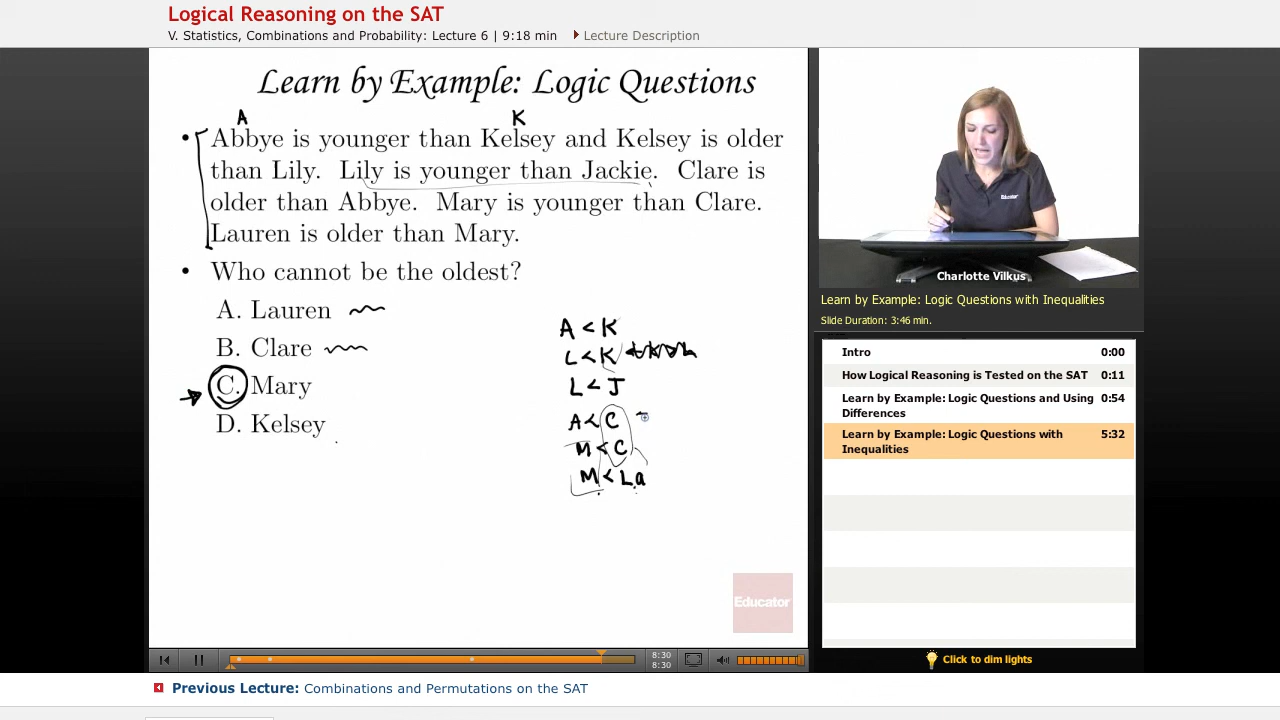 Logical Reasoning on the SAT
V. Statistics, Combinations and Probability: Lecture 6 | 9:18 min Lecture Description
Learn by Example: Logic Questions
A K
• Abbye is younger than Kelsey and Kelsey is older
than Lily. Lily is younger than Jackie. Clare is
older than Abbye. Mary is younger than Clare.
Lauren is older than Mary.
• Who cannot be the oldest?
A. Lauren
B. Clare
C. Mary
D. Kelsey
A < K
L < K
L < J
A < C
M < C
M < La
Educator
8:30
8:30
Educator
Charlotte Vilkus
Learn by Example: Logic Questions with Inequalities
Slide Duration: 3:46 min.
Intro 0:00
How Logical Reasoning is Tested on the SAT 0:11
Learn by Example: Logic Questions and Using 0:54
Differences
Learn by Example: Logic Questions with 5:32
Inequalities
Click to dim lights
Previous Lecture: Combinations and Permutations on the SAT